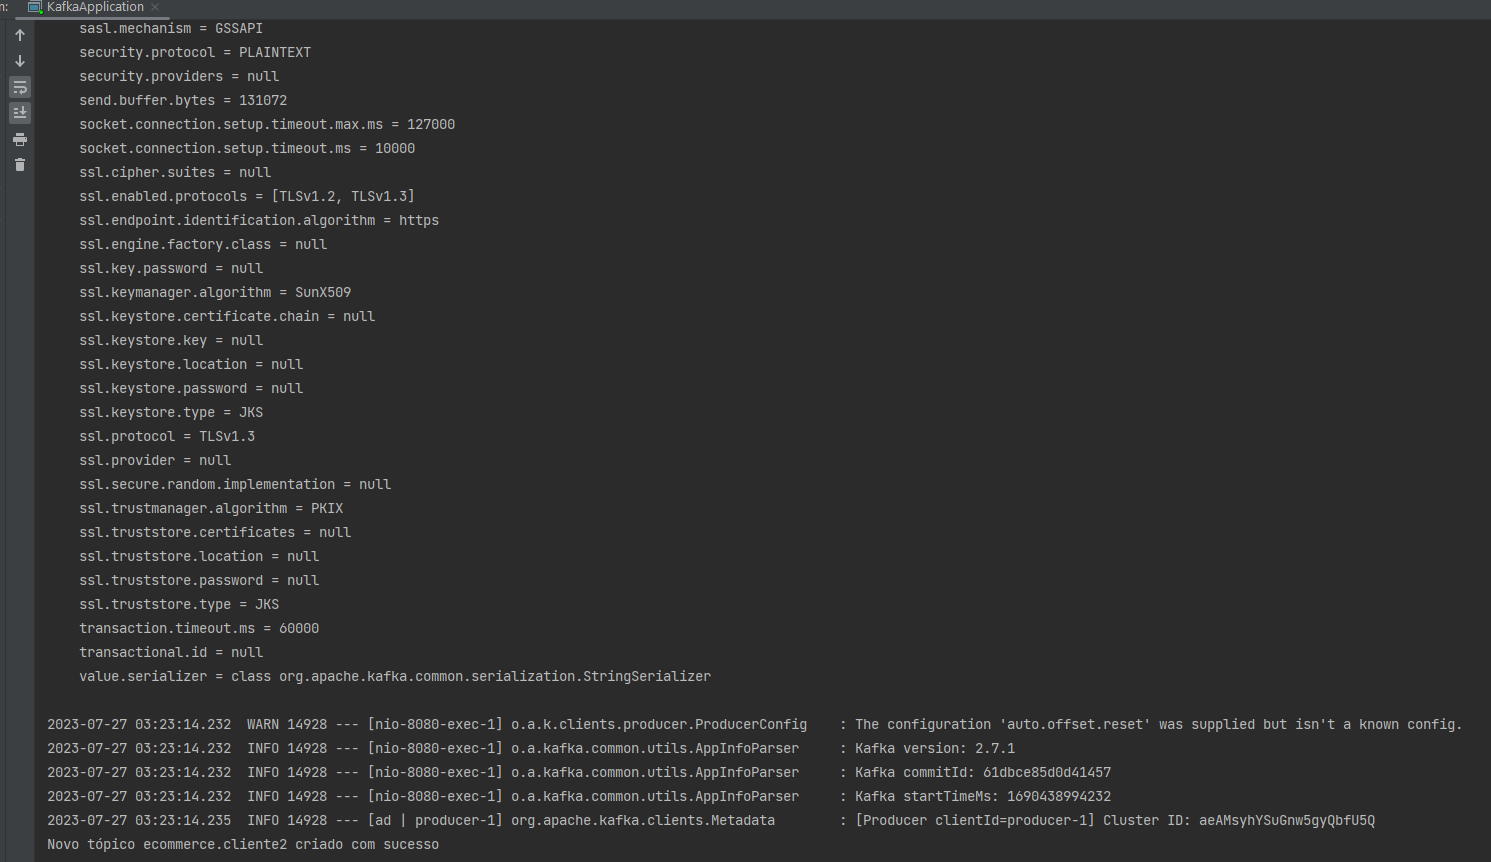 n: KafkaApplication
sasl.mechanism = GSSAPI
security.protocol = PLAINTEXT
security.providers = null
send.buffer.bytes = 131072
socket.connection.setup.timeout.max.ms = 127000
socket.connection.setup.timeout.ms = 10000
ssl.cipher.suites = null
ssl.enabled.protocols = [TLSv1.2, TLSv1.3]
ssl.endpoint.identification.algorithm = https
ssl.engine.factory.class = null
ssl.key.password = null
ssl.keymanager.algorithm = SunX509
ssl.keystore.certificate.chain = null
ssl.keystore.key = null
ssl.keystore.location = null
ssl.keystore.password = null
ssl.keystore.type = JKS
ssl.protocol = TLSv1.3
ssl.provider = null
ssl.secure.random.implementation = null
ssl.trustmanager.algorithm = PKIX
ssl.truststore.certificates = null
ssl.truststore.location = null
ssl.truststore.password = null
ssl.truststore.type = JKS
transaction.timeout.ms = 60000
transactional.id = null
value.serializer = class org.apache.kafka.common.serialization.StringSerializer
2023-07-27 03:23:14.232  WARN 14928 --- [nio-8080-exec-1] o.a.k.clients.producer.ProducerConfig    : The configuration 'auto.offset.reset' was supplied but isn't a known config.
2023-07-27 03:23:14.232  INFO 14928 --- [nio-8080-exec-1] o.a.kafka.common.utils.AppInfoParser     : Kafka version: 2.7.1
2023-07-27 03:23:14.232  INFO 14928 --- [nio-8080-exec-1] o.a.kafka.common.utils.AppInfoParser     : Kafka commitId: 61dbce85d0d41457
2023-07-27 03:23:14.232  INFO 14928 --- [nio-8080-exec-1] o.a.kafka.common.utils.AppInfoParser     : Kafka startTimeMs: 1690438994232
2023-07-27 03:23:14.235  INFO 14928 --- [ad | producer-1] org.apache.kafka.clients.Metadata        : [Producer clientId=producer-1] Cluster ID: aeAMsyhYSuGnw5gyQbfU5Q
Novo tópico ecommerce.cliente2 criado com sucesso